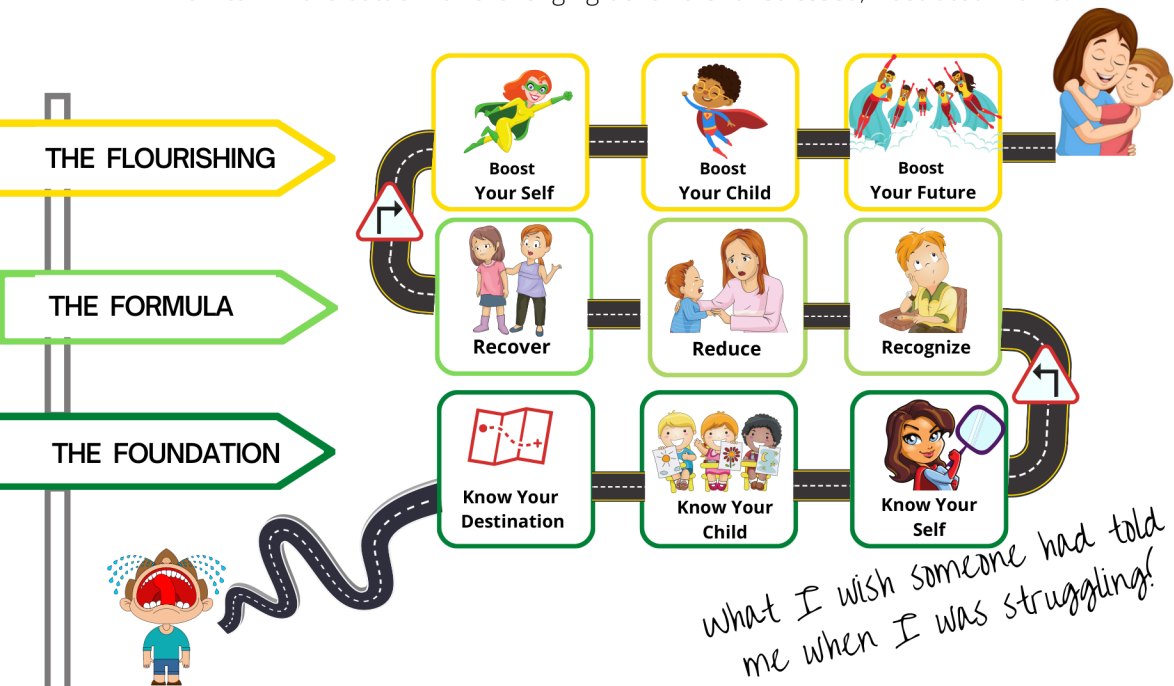 THE FLOURISHING
Boost
Your Self
Boost
Your Child
Boost
Your Future
THE FORMULA
Recover
Reduce
Recognize
THE FOUNDATION
Know Your
Destination
Know Your
Child
Know Your
Self
what I wish someone had told
me when I was struggling!